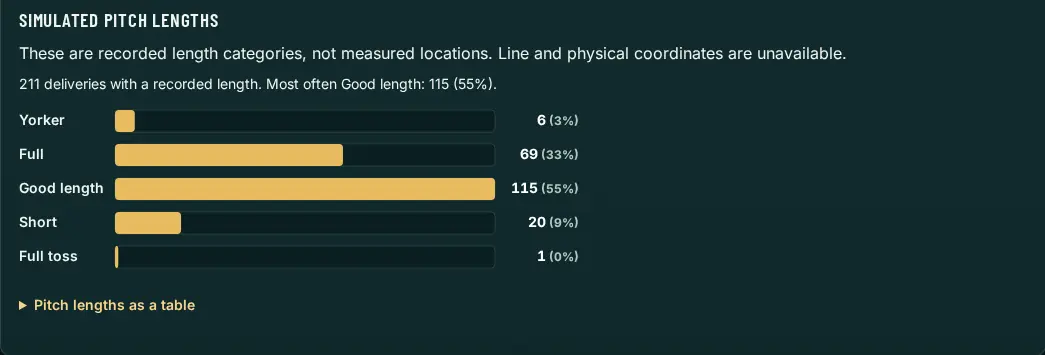 SIMULATED PITCH LENGTHS
These are recorded length categories, not measured locations. Line and physical coordinates are unavailable.
211 deliveries with a recorded length. Most often Good length: 115 (55%).
Yorker 6 (3%)
Full 69 (33%)
Good length 115 (55%)
Short 20 (9%)
Full toss 1 (0%)
▶ Pitch lengths as a table